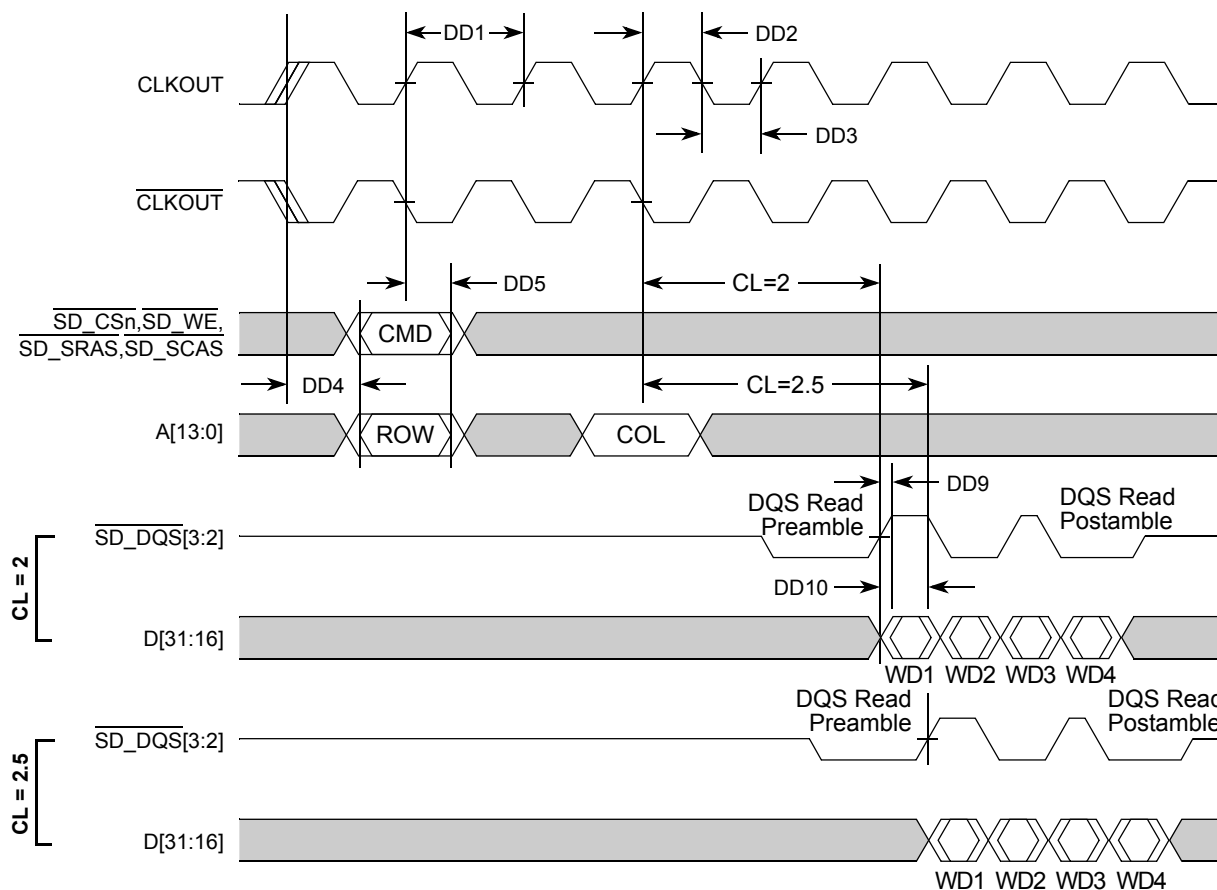 DD1
DD2
CLKOUT
DD3
CLKOUT
CL=2
DD5
SD_CSn,SD_WE,
SD_SRAS,SD_SCAS
CMD
DD4
CL=2.5
A[13:0]
ROW
COL
DD9
DQS Read
Preamble
DQS Read
Postamble
SD_DQS[3:2]
CL = 2
DD10
D[31:16]
WD1 WD2 WD3 WD4
DQS Read
Preamble
DQS Read
Postamble
SD_DQS[3:2]
CL = 2.5
D[31:16]
WD1 WD2 WD3 WD4